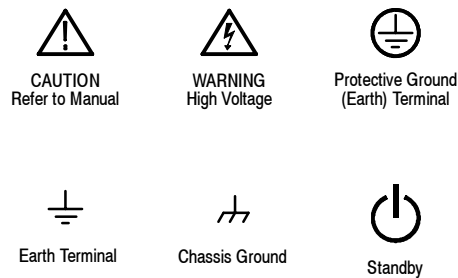 CAUTION
Refer to Manual
WARNING
High Voltage
Protective Ground
(Earth) Terminal
Earth Terminal
Chassis Ground
Standby